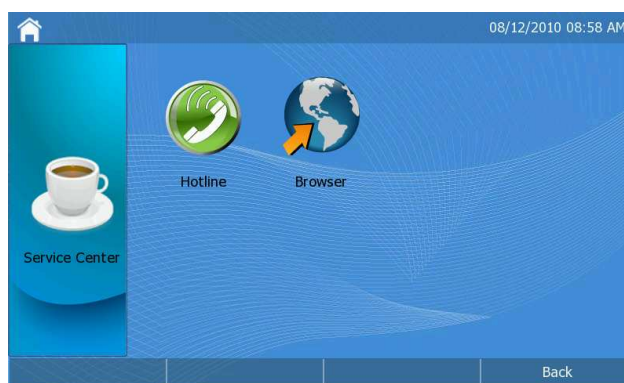 08/12/2010 08:58 AM
Hotline
Browser
Service Center
Back